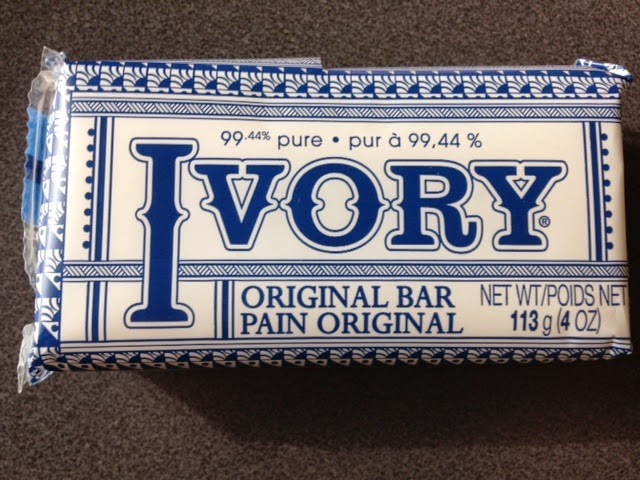 99.44% pure • pur à 99,44 %
IVORY®
ORIGINAL BAR
PAIN ORIGINAL
NET WT/POIDS NET
113 g (4 OZ)